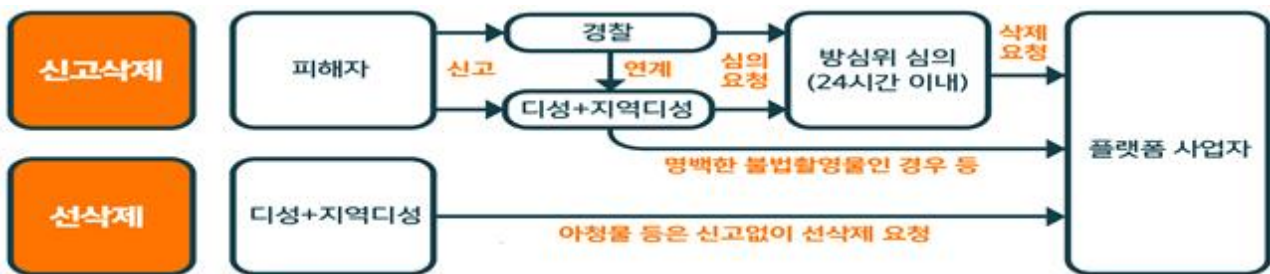 신고삭제
피해자
신고
경찰
연계
디성+지역디성
심의
요청
방심위 심의
(24시간 이내)
삭제
요청
플랫폼 사업자
명백한 불법촬영물인 경우 등
선삭제
디성+지역디성
아청물 등은 신고없이 선삭제 요청